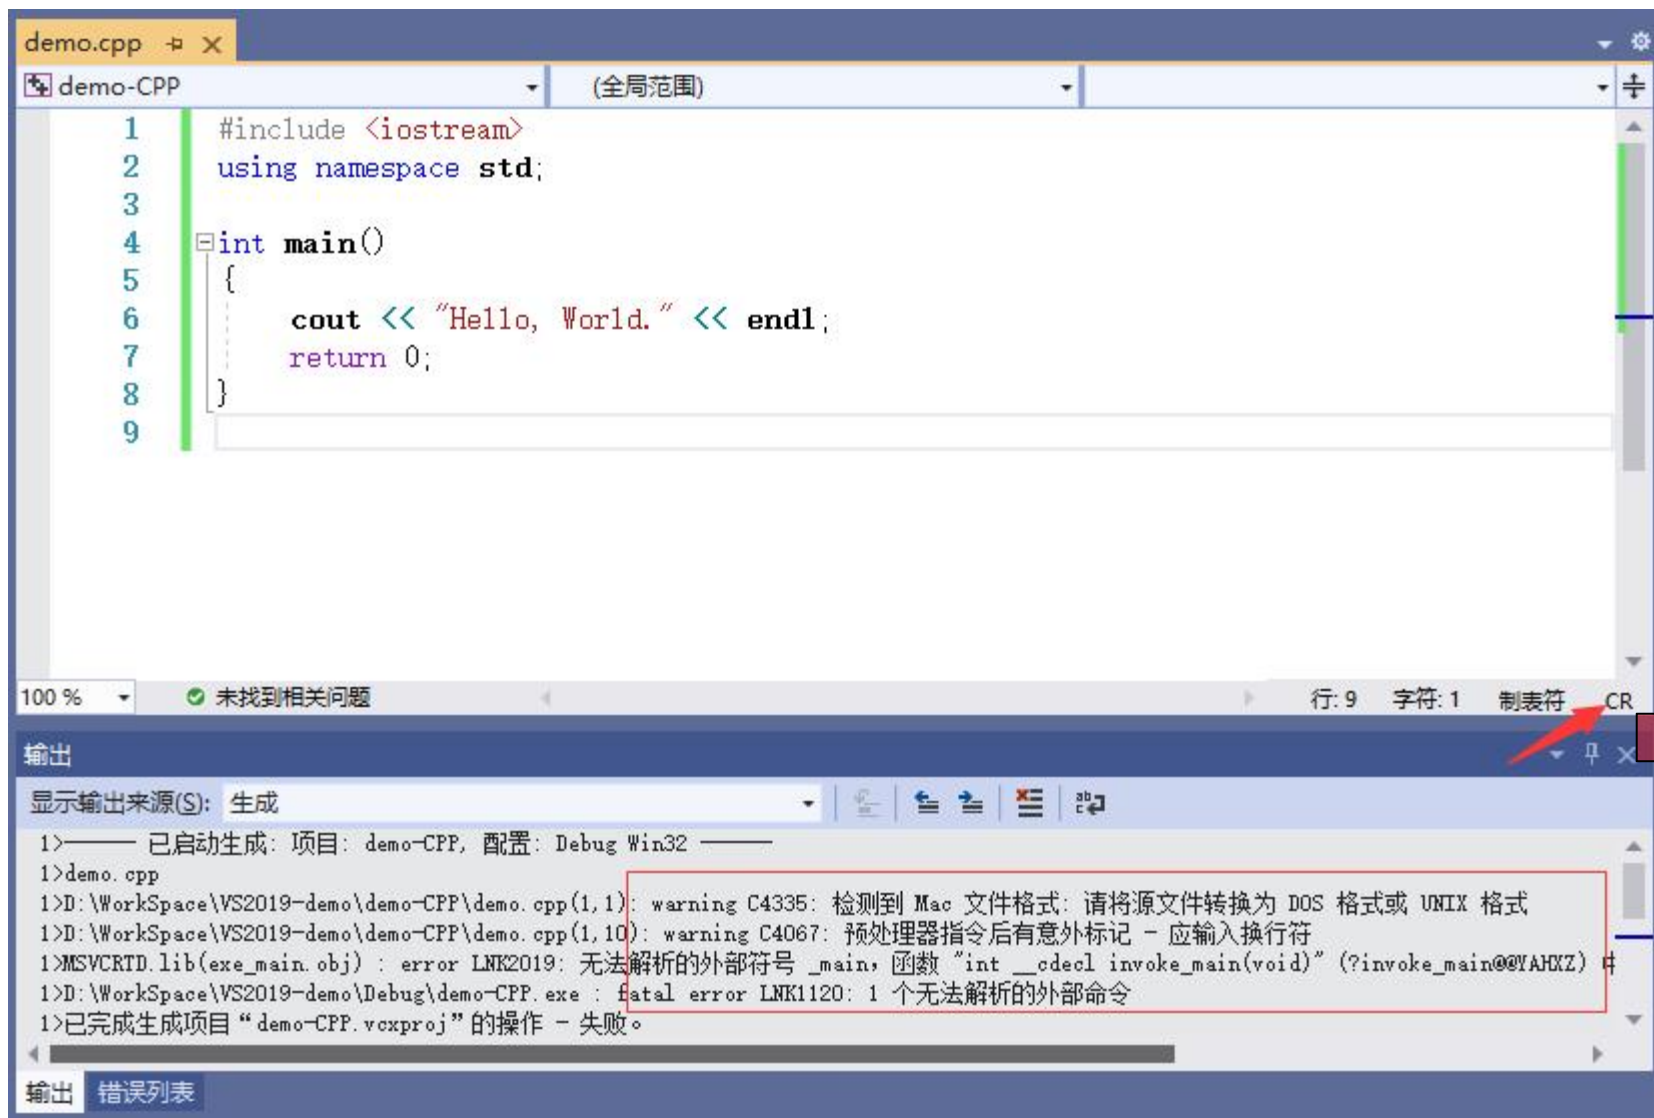 demo.cpp
demo-CPP (全局范围)
1 #include <iostream>
2 using namespace std;
3
4 int main()
5 {
6 cout << "Hello, World." << endl;
7 return 0;
8 }
9
100 % 未找到相关问题 行: 9 字符: 1 制表符 CR
输出
显示输出来源(S): 生成
1>------ 已启动生成: 项目: demo-CPP, 配置: Debug Win32 ------
1>demo.cpp
1>D:\WorkSpace\VS2019-demo\demo-CPP\demo.cpp(1,1): warning C4335: 检测到 Mac 文件格式: 请将源文件转换为 DOS 格式或 UNIX 格式
1>D:\WorkSpace\VS2019-demo\demo-CPP\demo.cpp(1,10): warning C4067: 预处理器指令后有意外标记 - 应输入换行符
1>MSVCRTD.lib(exe_main.obj) : error LNK2019: 无法解析的外部符号 _main，函数 "int __cdecl invoke_main(void)" (?invoke_main@@YAHXZ)
1>D:\WorkSpace\VS2019-demo\Debug\demo-CPP.exe : fatal error LNK1120: 1 个无法解析的外部命令
1>已完成生成项目“demo-CPP.vcxproj”的操作 - 失败。
输出 错误列表